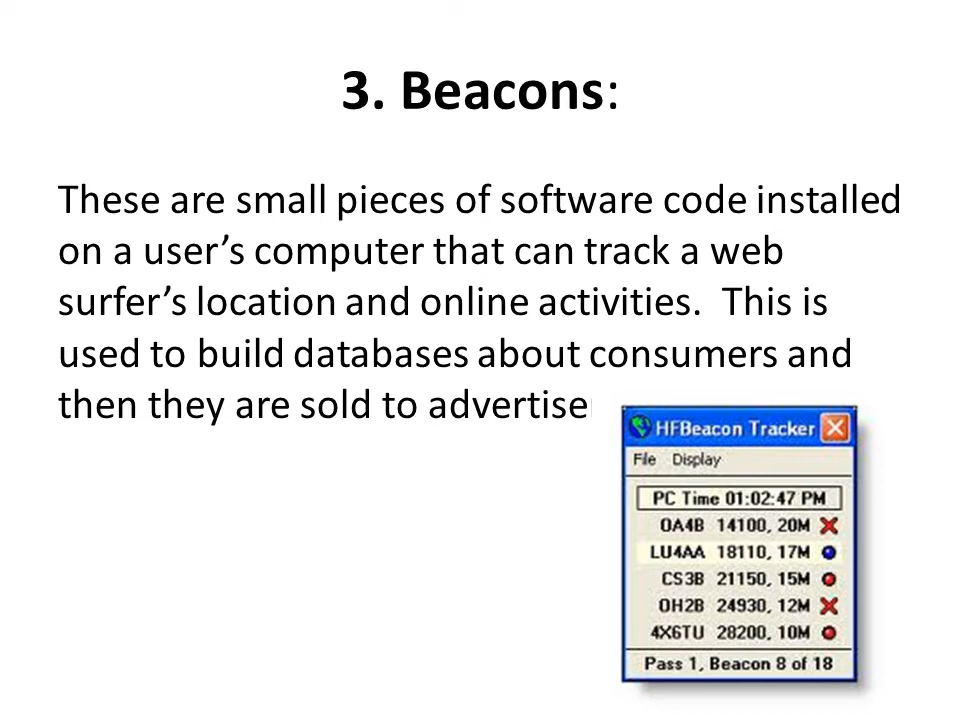 3. Beacons:
These are small pieces of software code installed
on a user’s computer that can track a web
surfer’s location and online activities.  This is
used to build databases about consumers and
then they are sold to advertise
HFBeacon Tracker
File Display
PC Time 01:02:47 PM
OA4B 14100, 20M
LU4AA 18110, 17M
CS3B 21150, 15M
OH2B 24930, 12M
4X6TU 28200, 10M
Pass 1, Beacon 8 of 18